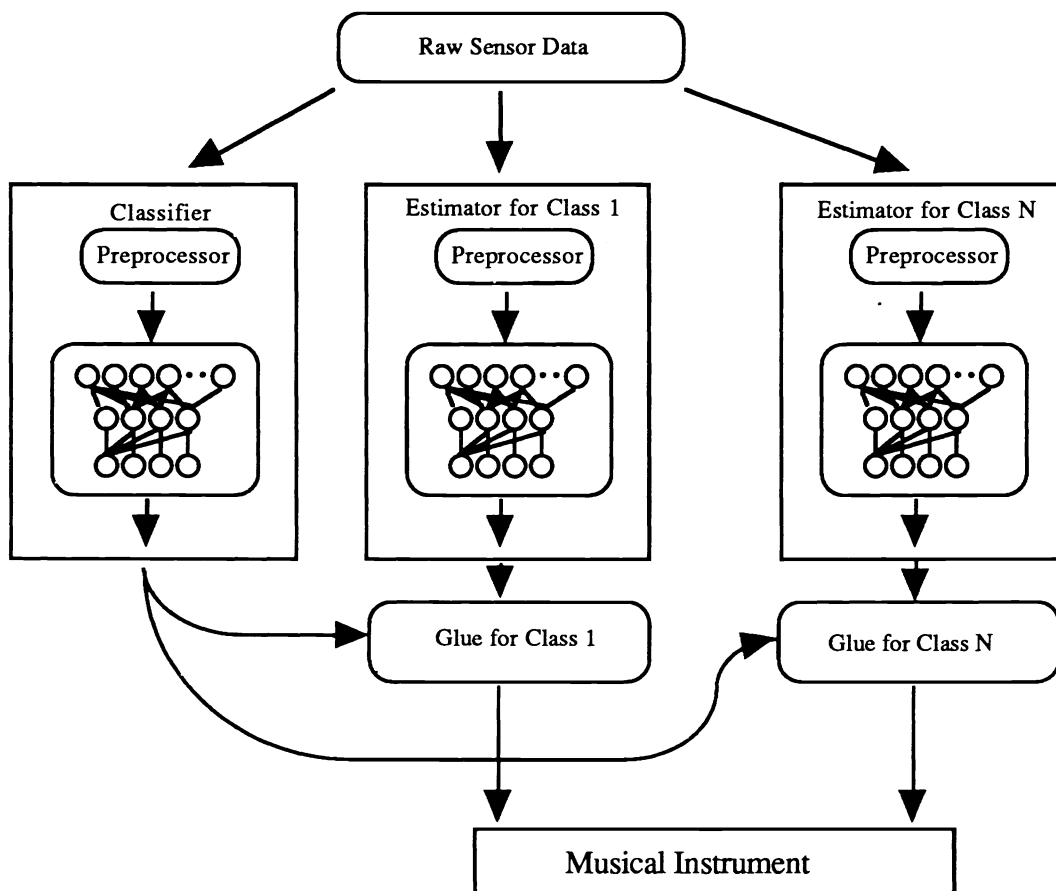 Raw Sensor Data
Classifier
Preprocessor
Estimator for Class 1
Preprocessor
Estimator for Class N
Preprocessor
Glue for Class 1
Glue for Class N
Musical Instrument